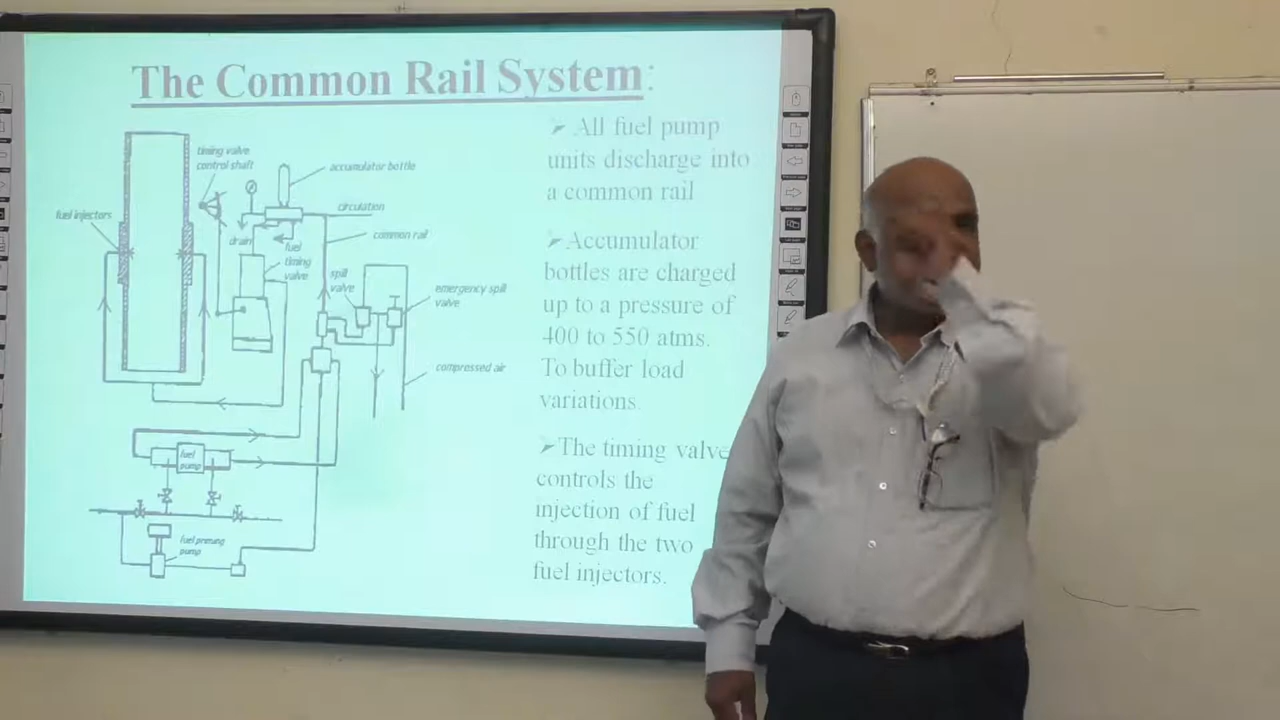 The Common Rail System:
timing valve
control shaft
accumulator bottle
fuel injectors
circulation
drain
fuel
timing
valve
common rail
spill
valve
emergency spill
valve
compressed air
fuel
pump
fuel priming
pump
➢ All fuel pump
units discharge into
a common rail
➢Accumulator
bottles are charged
up to a pressure of
400 to 550 atms.
To buffer load
variations.
➢The timing valve
controls the
injection of fuel
through the two
fuel injectors.